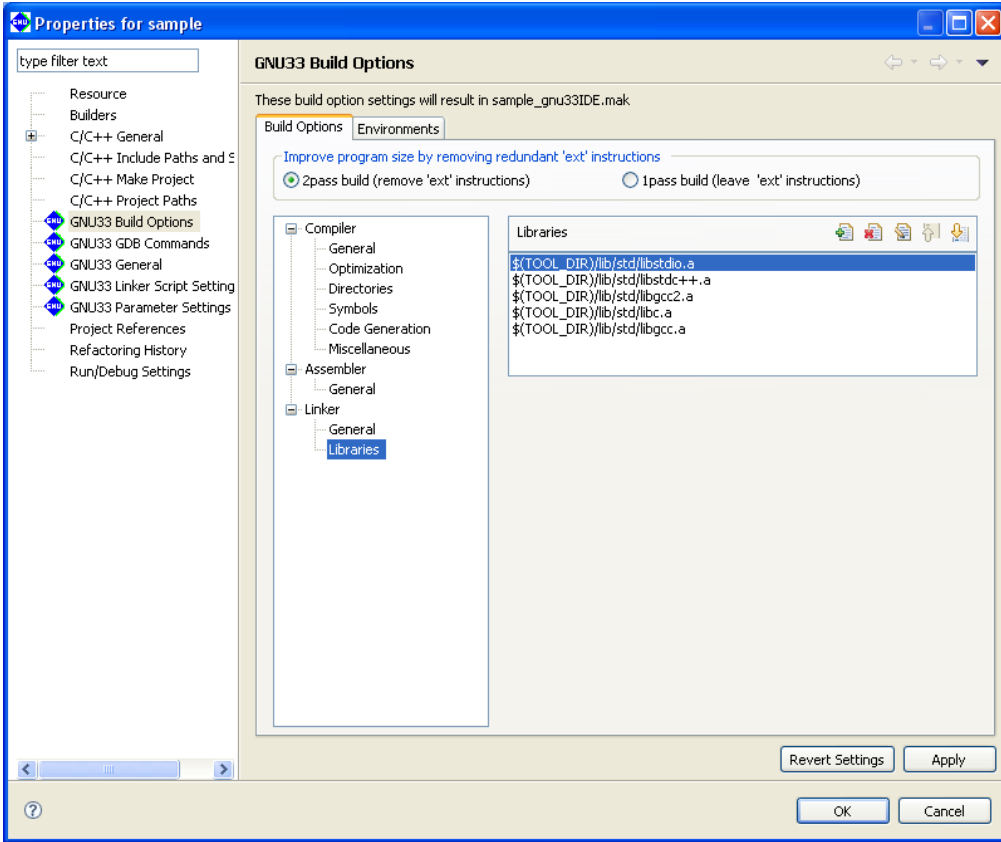 Properties for sample
type filter text
Resource
Builders
C/C++ General
C/C++ Include Paths and S
C/C++ Make Project
C/C++ Project Paths
GNU33 Build Options
GNU33 GDB Commands
GNU33 General
GNU33 Linker Script Setting
GNU33 Parameter Settings
Project References
Refactoring History
Run/Debug Settings
GNU33 Build Options
These build option settings will result in sample_gnu33IDE.mak
Build Options
Environments
Improve program size by removing redundant 'ext' instructions
2pass build (remove 'ext' instructions)
1pass build (leave 'ext' instructions)
Compiler
General
Optimization
Directories
Symbols
Code Generation
Miscellaneous
Assembler
General
Linker
General
Libraries
Libraries
$(TOOL_DIR)/lib/std/libstdio.a
$(TOOL_DIR)/lib/std/libstdc++.a
$(TOOL_DIR)/lib/std/libgcc2.a
$(TOOL_DIR)/lib/std/libc.a
$(TOOL_DIR)/lib/std/libgcc.a
Revert Settings
Apply
OK
Cancel